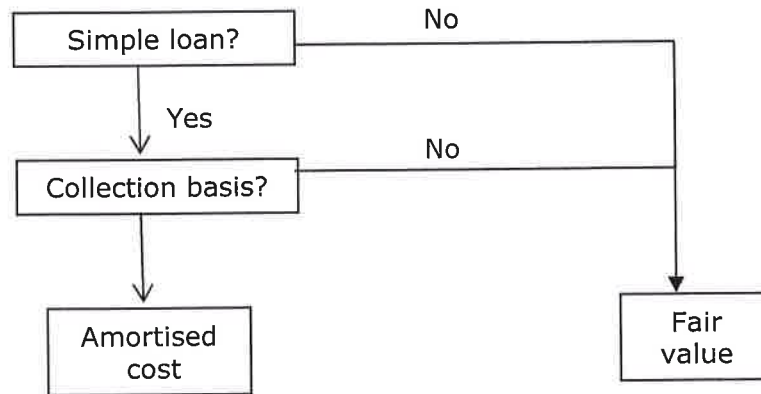 Simple loan?
No
Yes
Collection basis?
No
Amortised
cost
Fair
value